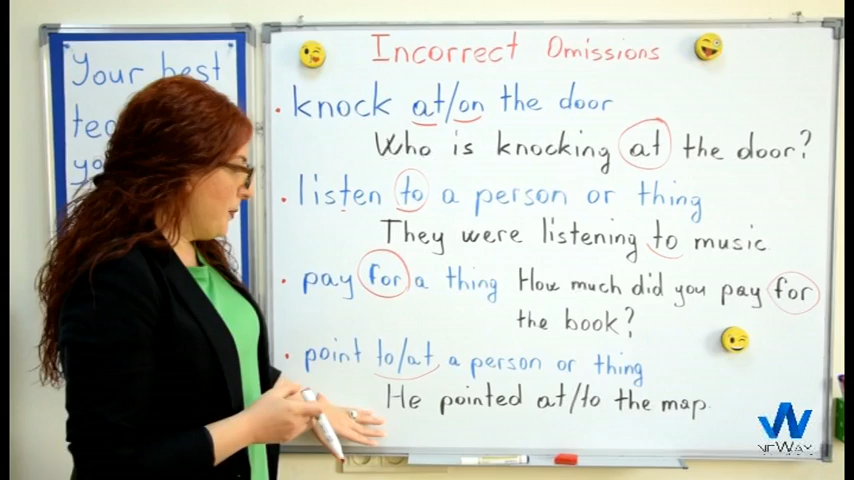 Your best
tea
yo
Incorrect Omissions
knock at/on the door
Who is knocking at the door?
listen to a person or thing
They were listening to music
pay for a thing How much did you pay for
the book?
point to/at a person or thing
He pointed at/to the map.
NEWAY